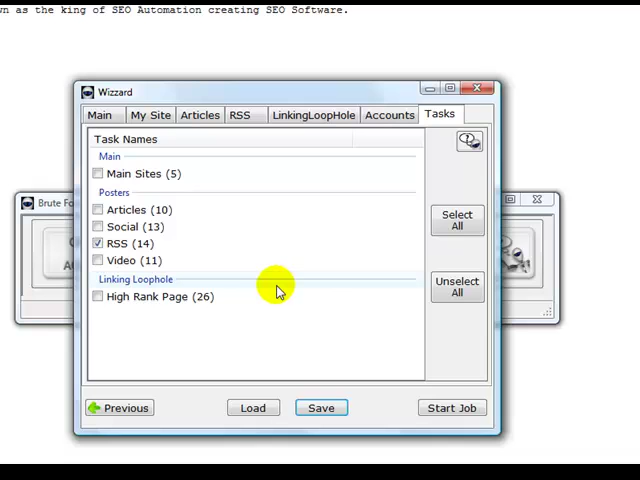 wn as the king of SEO Automation creating SEO Software.
Wizzard
Main My Site Articles RSS LinkingLoopHole Accounts Tasks
Task Names
Main
Main Sites (5)
Posters
Articles (10)
Social (13)
RSS (14)
Video (11)
Linking Loophole
High Rank Page (26)
Select All
Unselect All
Previous Load Save Start Job
Brute Fo